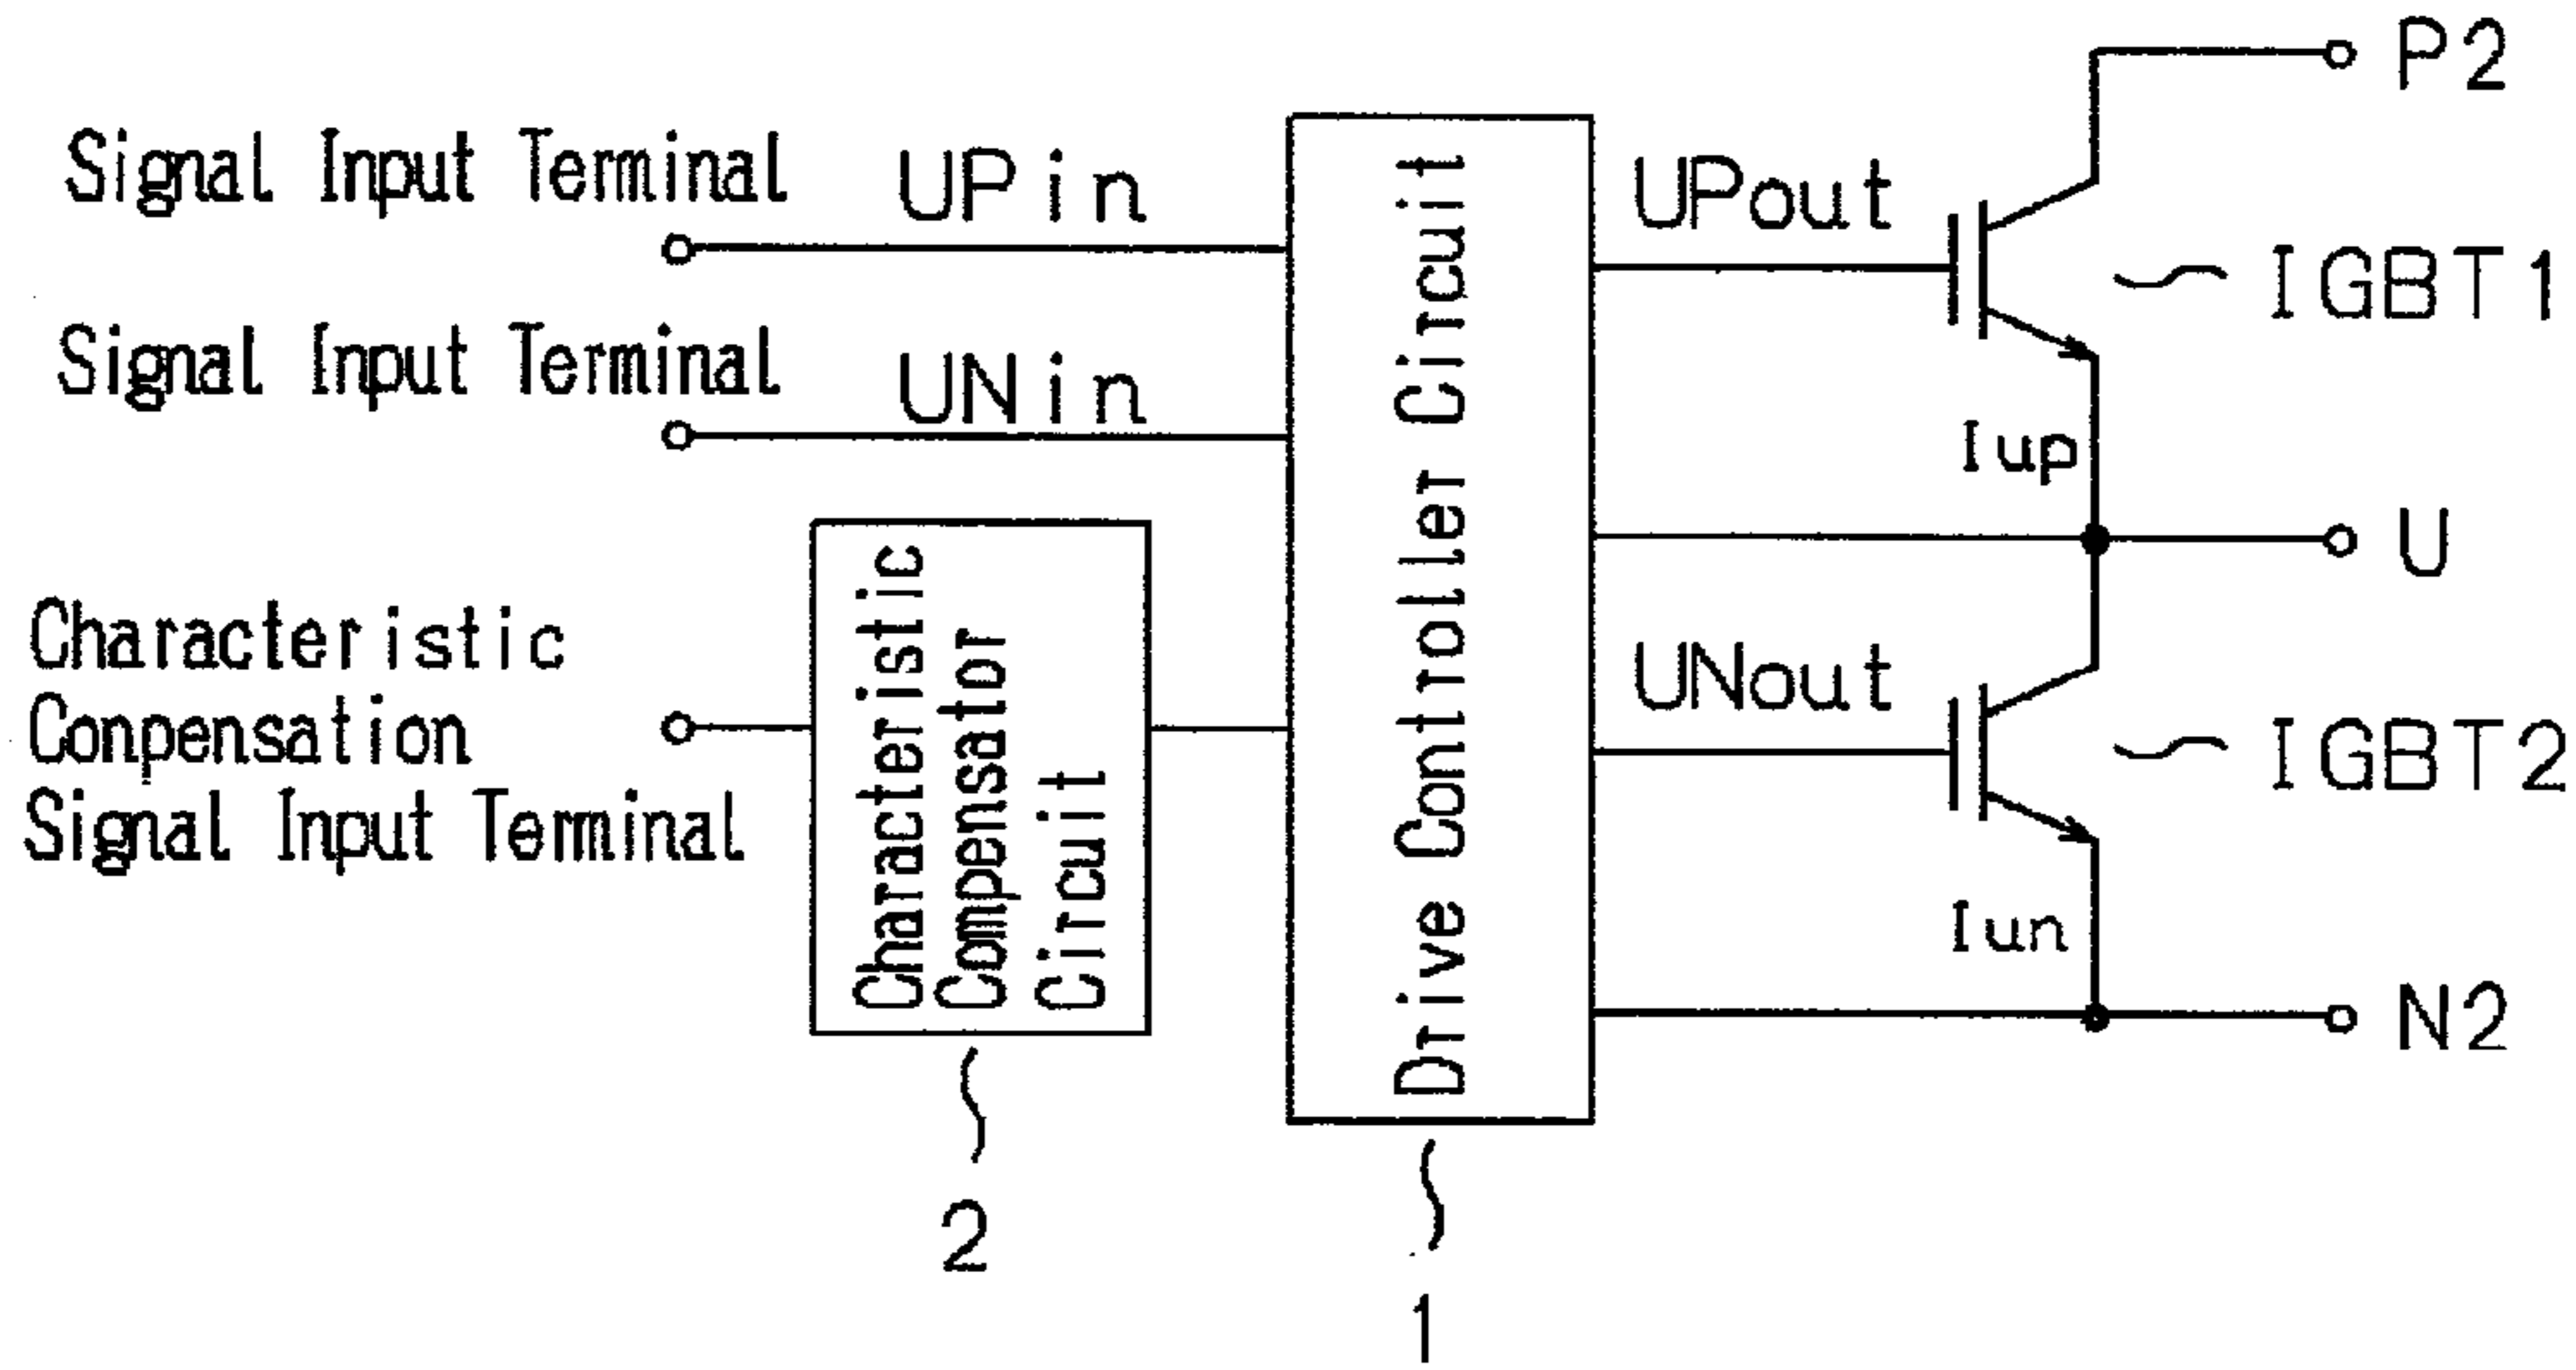 P2
Signal Input Terminal
UPin
UPout
IGBT1
Signal Input Terminal
UNin
Iup
U
Characteristic
Conpensation
Signal Input Terminal
Characteristic
Compensator
Circuit
Drive Controller Circuit
UNout
IGBT2
Iun
N2
2
1